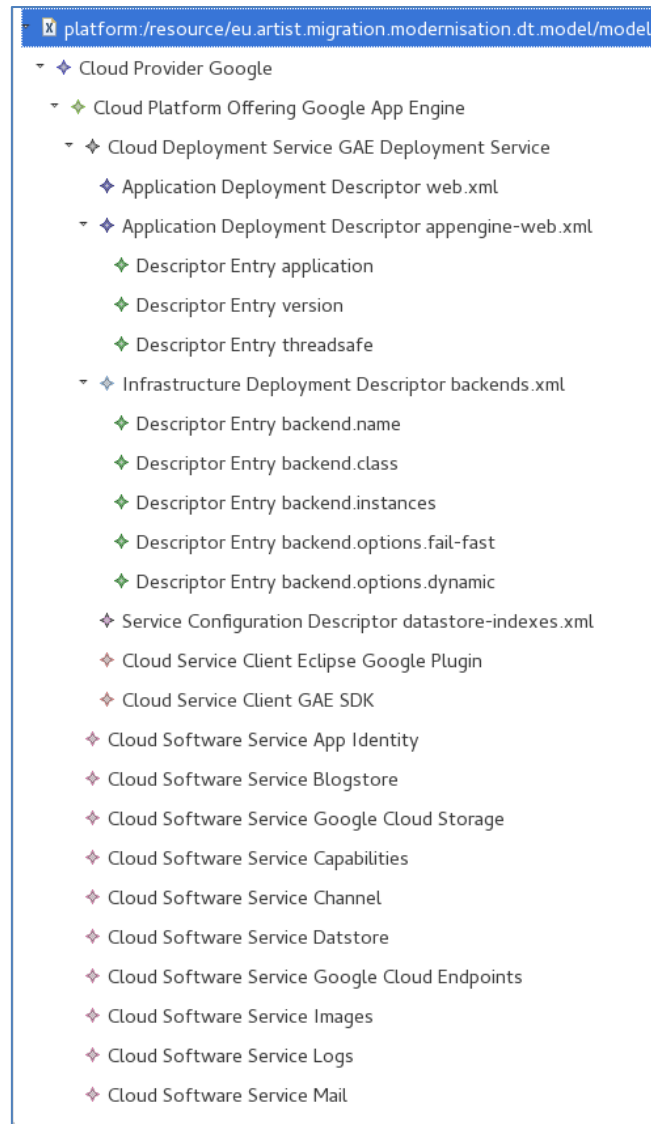 platform:/resource/eu.artist.migration.modernisation.dt.model/model
Cloud Provider Google
Cloud Platform Offering Google App Engine
Cloud Deployment Service GAE Deployment Service
Application Deployment Descriptor web.xml
Application Deployment Descriptor appengine-web.xml
Descriptor Entry application
Descriptor Entry version
Descriptor Entry threadsafe
Infrastructure Deployment Descriptor backends.xml
Descriptor Entry backend.name
Descriptor Entry backend.class
Descriptor Entry backend.instances
Descriptor Entry backend.options.fail-fast
Descriptor Entry backend.options.dynamic
Service Configuration Descriptor datastore-indexes.xml
Cloud Service Client Eclipse Google Plugin
Cloud Service Client GAE SDK
Cloud Software Service App Identity
Cloud Software Service Blogstore
Cloud Software Service Google Cloud Storage
Cloud Software Service Capabilities
Cloud Software Service Channel
Cloud Software Service Datstore
Cloud Software Service Google Cloud Endpoints
Cloud Software Service Images
Cloud Software Service Logs
Cloud Software Service Mail